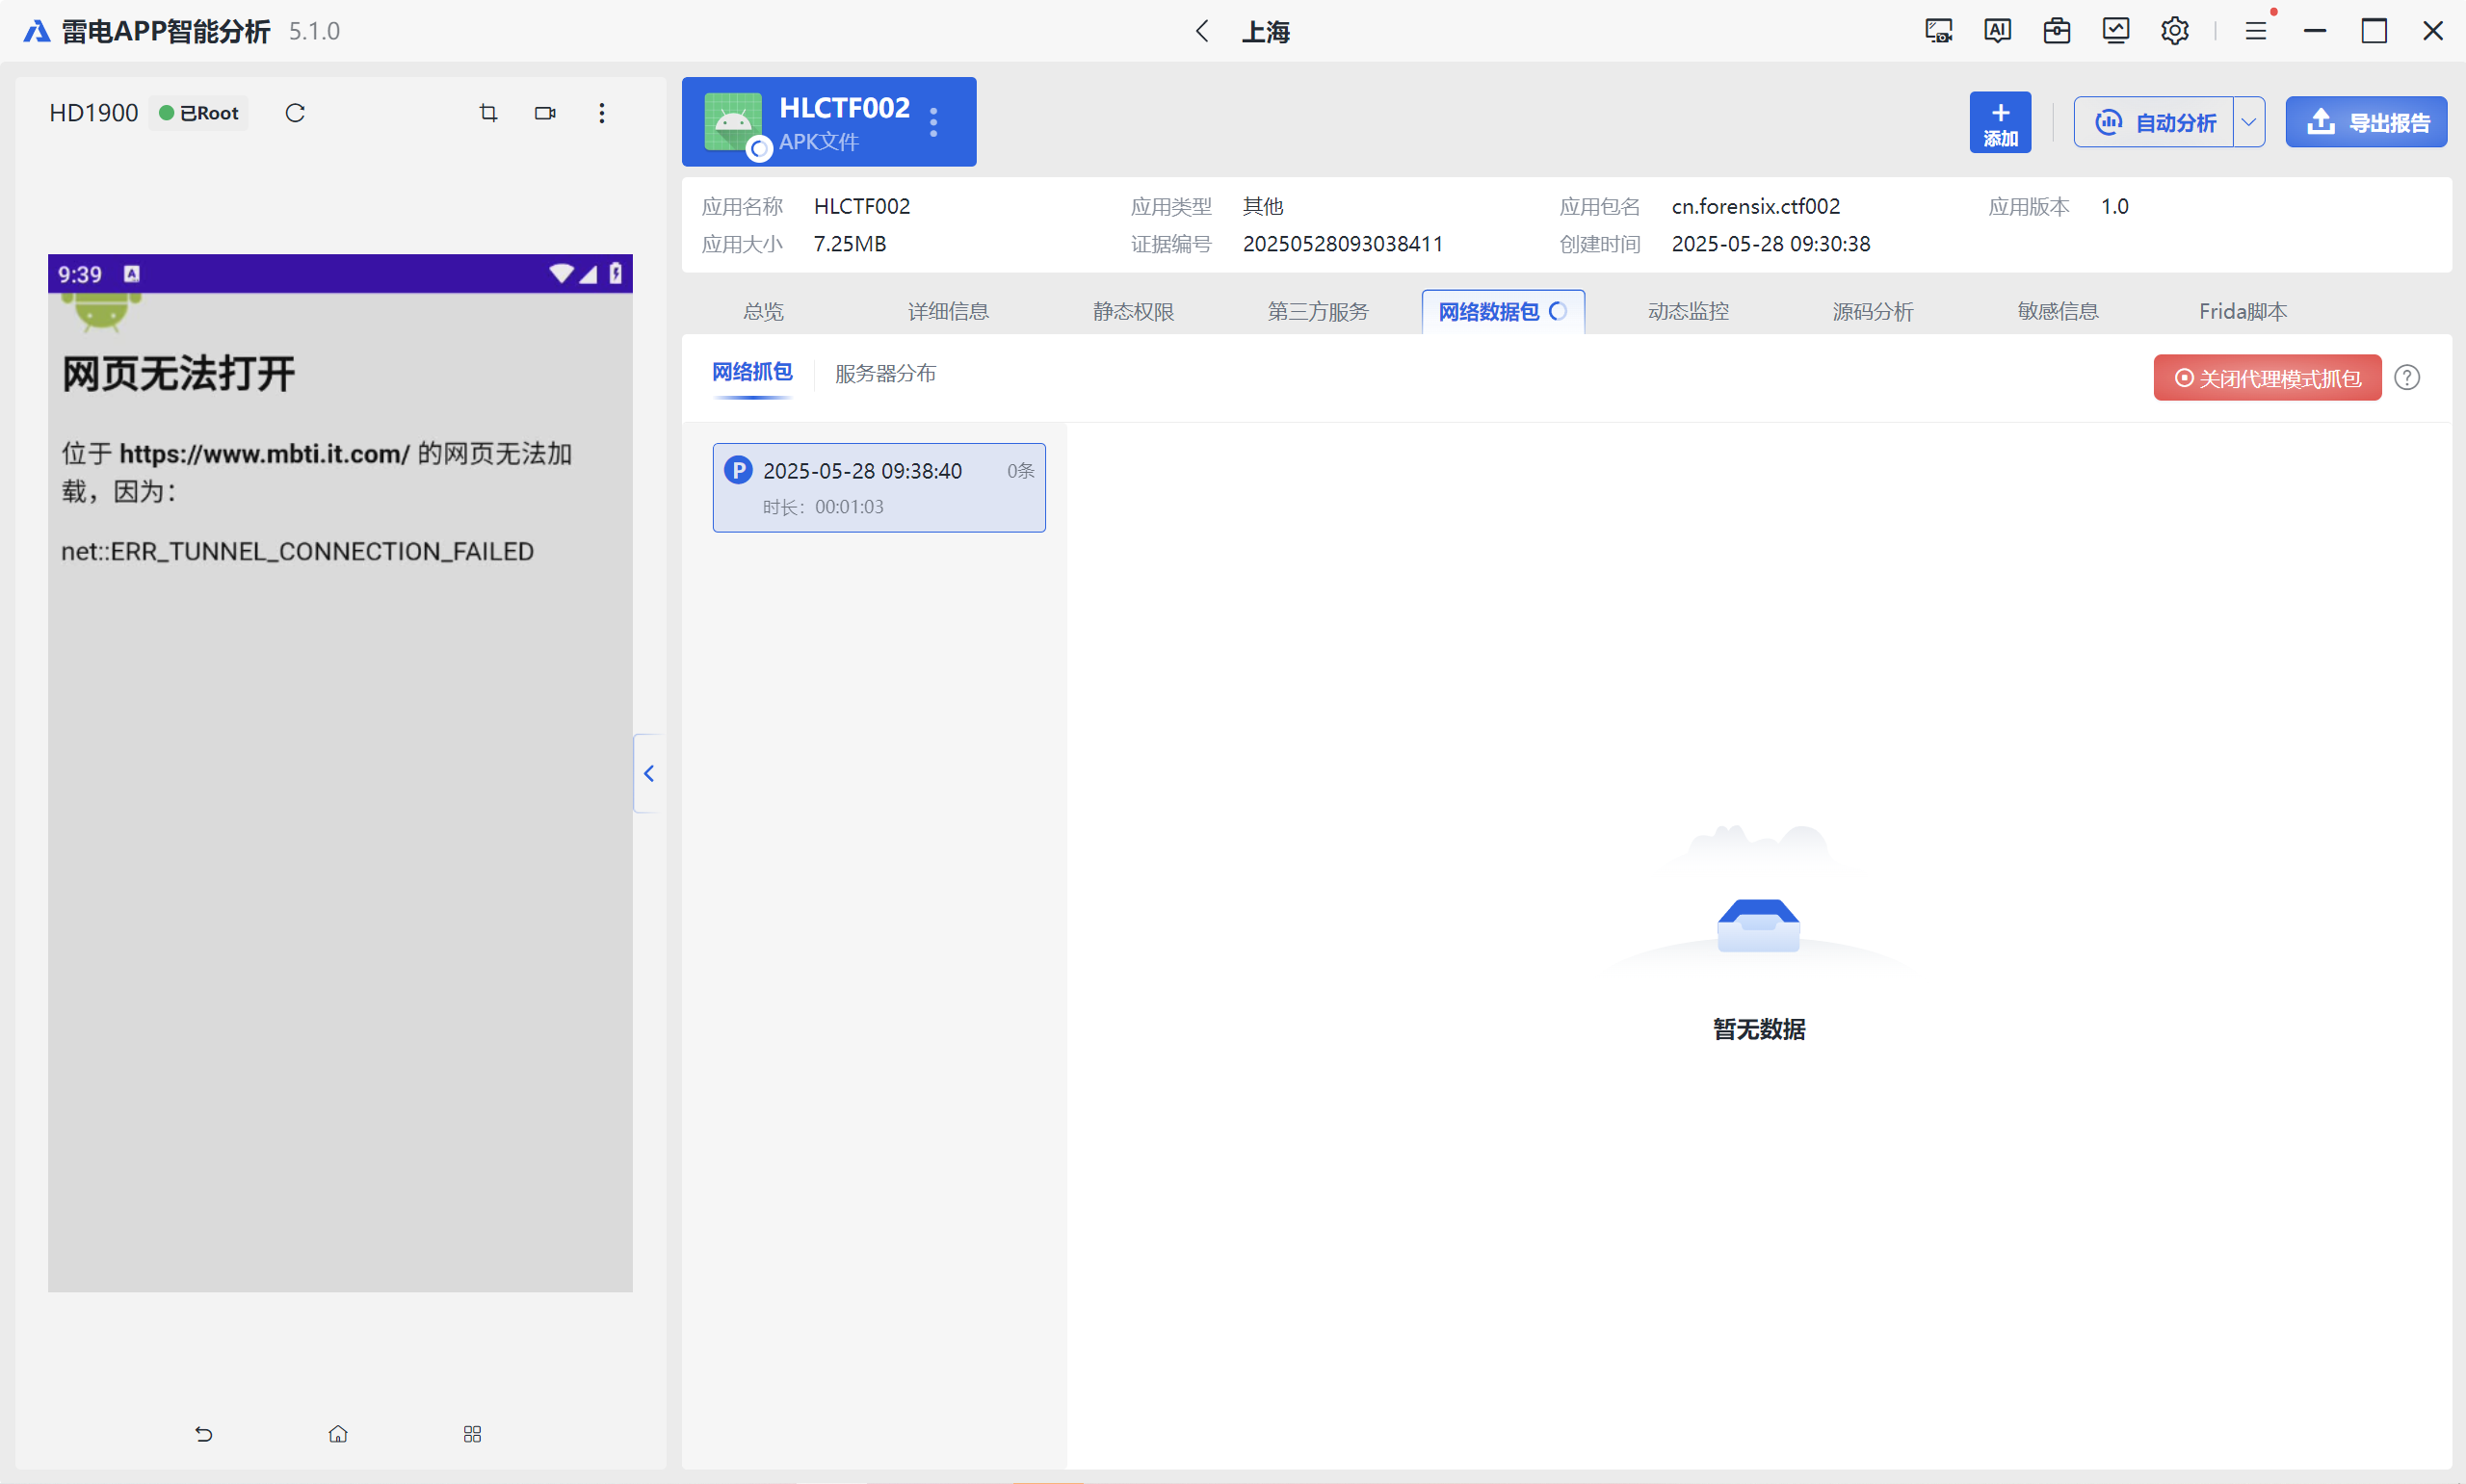 雷电APP智能分析 5.1.0
上海
HD1900 已Root
9:39
网页无法打开
位于 https://www.mbti.it.com/ 的网页无法加
载，因为：
net::ERR_TUNNEL_CONNECTION_FAILED
HLCTF002
APK文件
添加
自动分析
导出报告
应用名称 HLCTF002 应用类型 其他 应用包名 cn.forensix.ctf002 应用版本 1.0
应用大小 7.25MB 证据编号 20250528093038411 创建时间 2025-05-28 09:30:38
总览 详细信息 静态权限 第三方服务 网络数据包 动态监控 源码分析 敏感信息 Frida脚本
网络抓包 服务器分布 关闭代理模式抓包
P 2025-05-28 09:38:40 0条
时长：00:01:03
暂无数据